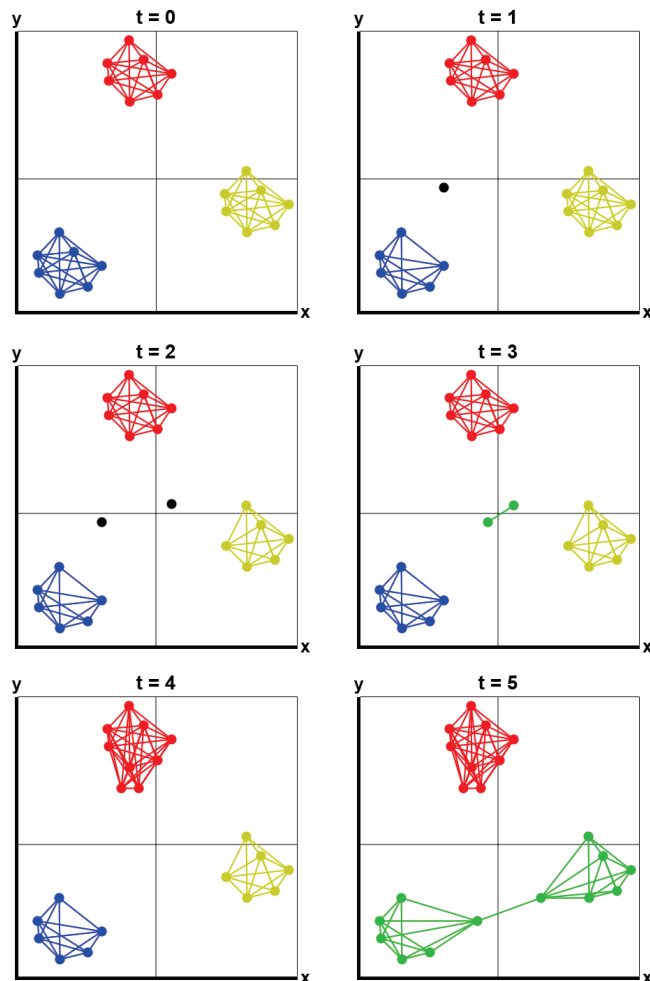 y t = 0
x
y t = 1
x
y t = 2
x
y t = 3
x
y t = 4
x
y t = 5
x